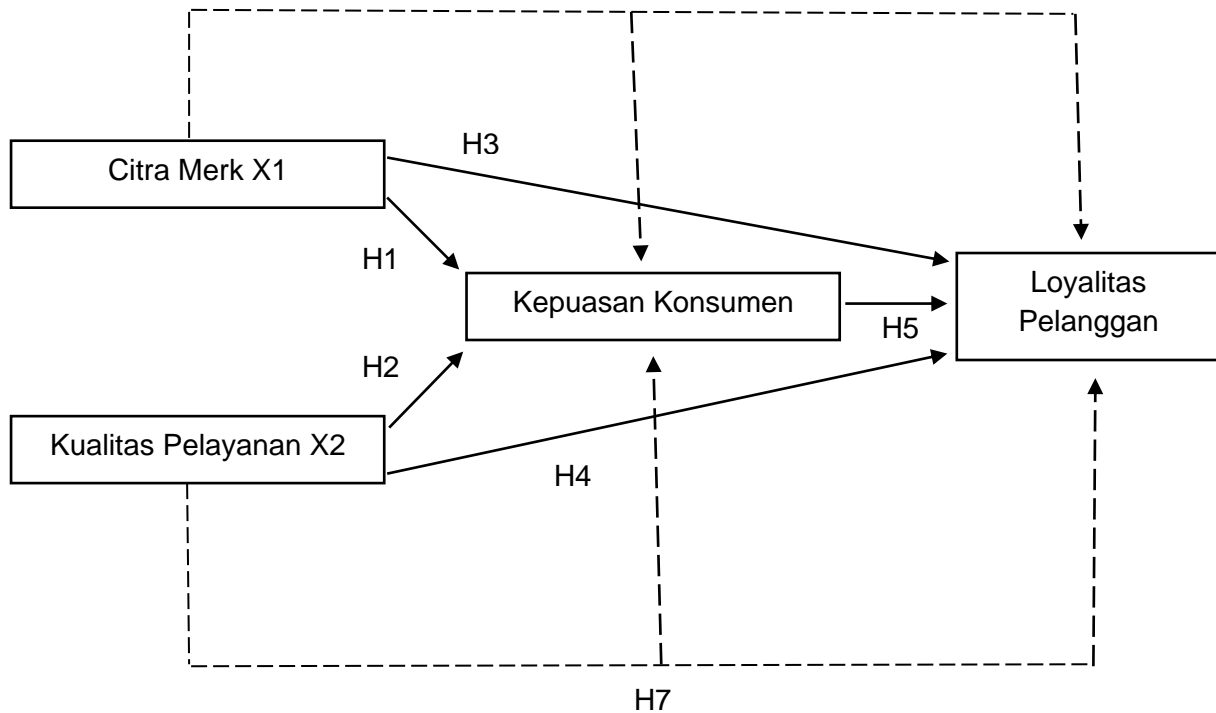 H3
Citra Merk X1
H1
Loyalitas
Pelanggan
Kepuasan Konsumen
H5
H2
Kualitas Pelayanan X2
H4
H7